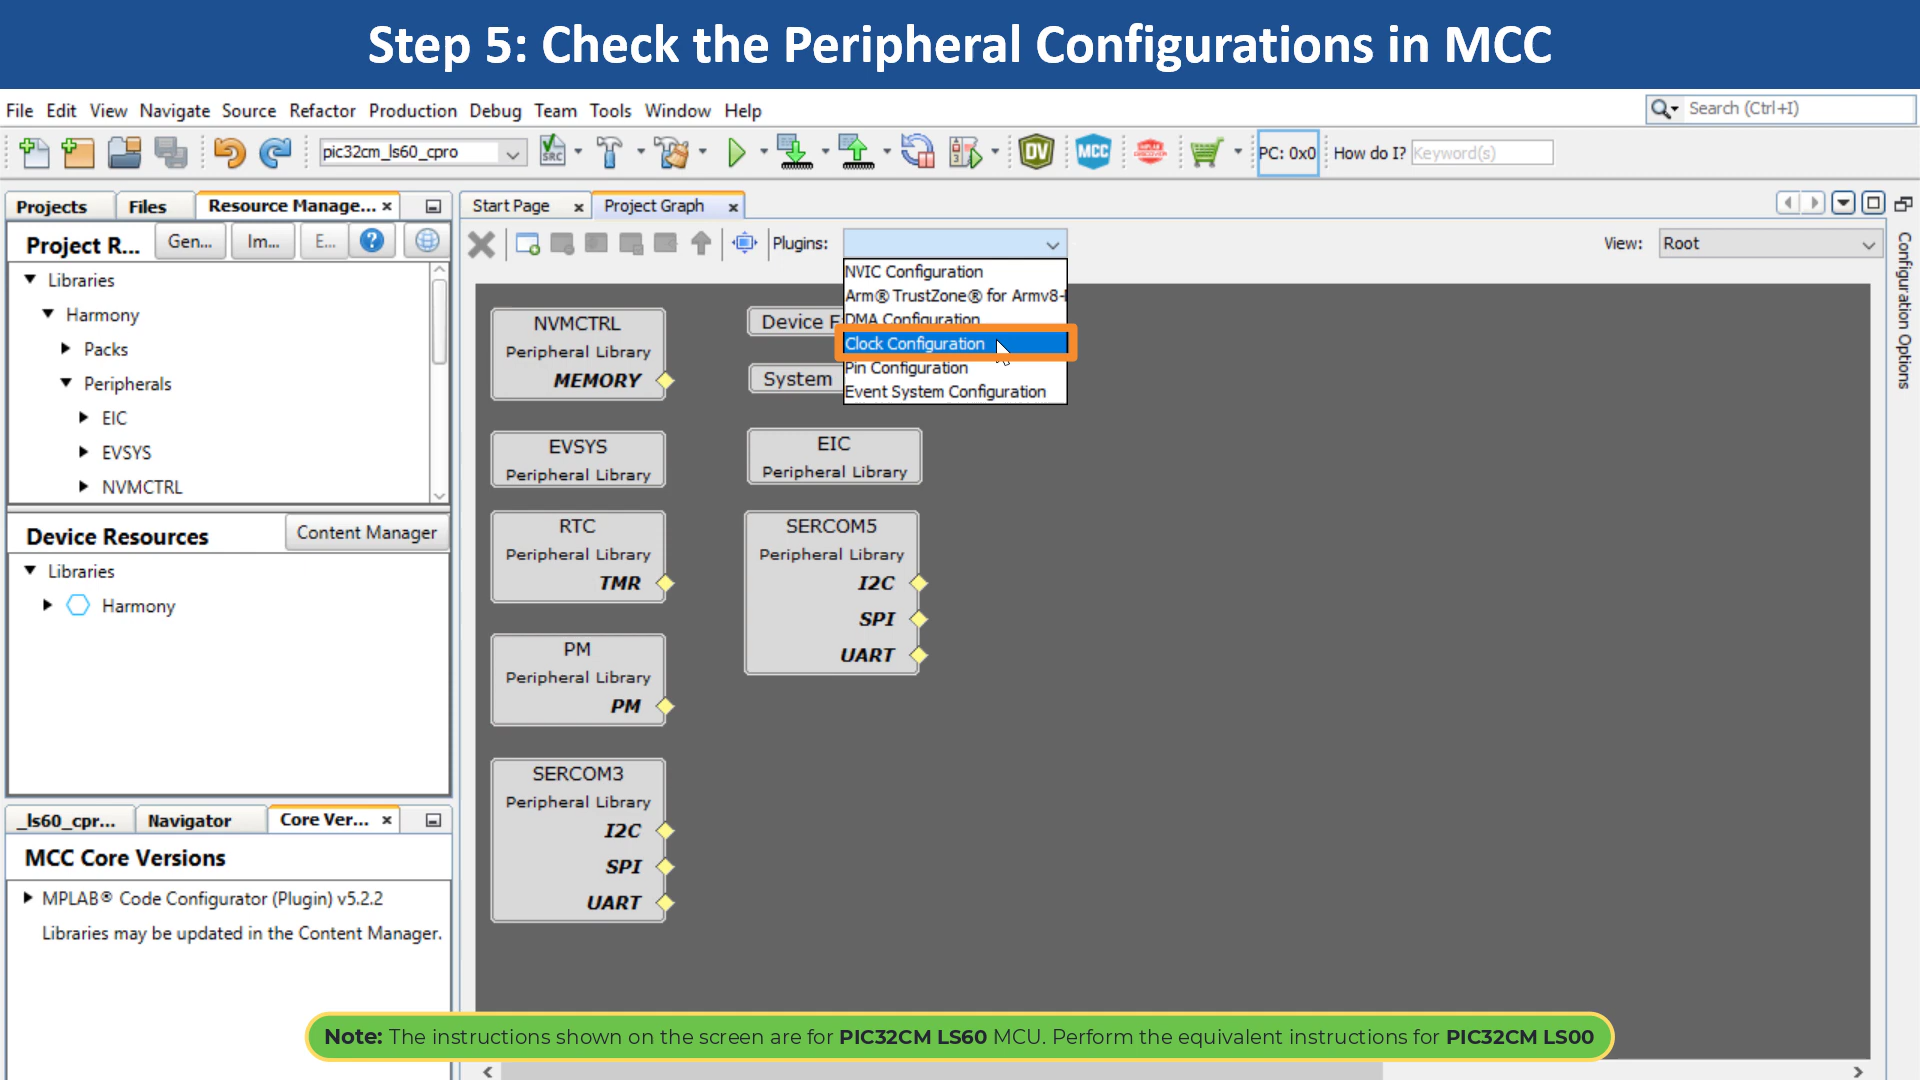 Step 5: Check the Peripheral Configurations in MCC
File Edit View Navigate Source Refactor Production Debug Team Tools Window Help
Search (Ctrl+I)
pic32cm_ls60_cpro
SRC
DV
MCC
PC: 0x0
How do I?
Keyword(s)
Projects
Files
Resource Manage... ×
Start Page ×
Project Graph ×
Project R...
Gen...
Im...
E...
?
Plugins:
View:
Root
Configuration Options
Libraries
Harmony
Packs
Peripherals
EIC
EVSYS
NVMCTRL
Device Resources
Content Manager
Libraries
Harmony
_ls60_cpr...
Navigator
Core Ver... ×
MCC Core Versions
MPLAB® Code Configurator (Plugin) v5.2.2
Libraries may be updated in the Content Manager.
NVIC Configuration
Arm® TrustZone® for Armv8-
DMA Configuration
Clock Configuration
Pin Configuration
Event System Configuration
NVMCTRL
Peripheral Library
MEMORY
Device F
System
EVSYS
Peripheral Library
EIC
Peripheral Library
RTC
Peripheral Library
TMR
SERCOM5
Peripheral Library
I2C
SPI
UART
PM
Peripheral Library
PM
SERCOM3
Peripheral Library
I2C
SPI
UART
Note: The instructions shown on the screen are for PIC32CM LS60 MCU. Perform the equivalent instructions for PIC32CM LS00